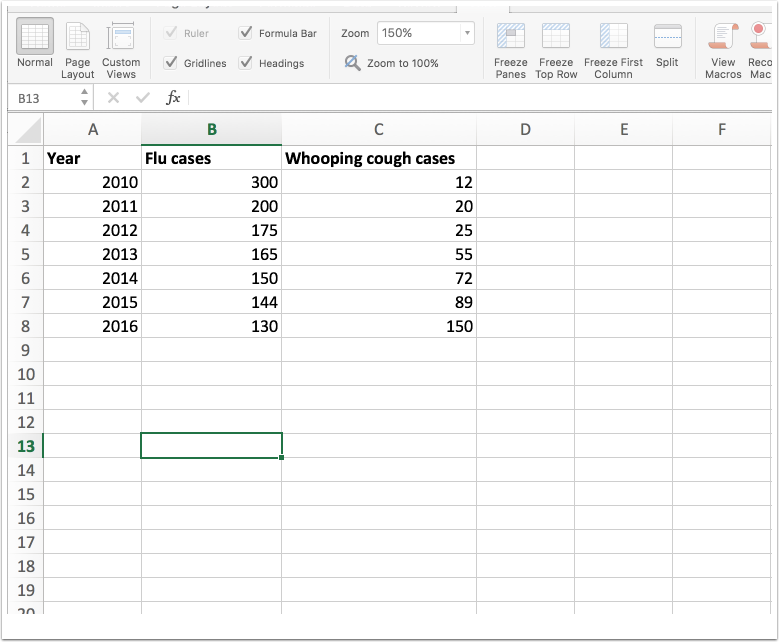 Ruler Formula Bar Zoom 150%
Normal Page Layout Custom Views Gridlines Headings Zoom to 100% Freeze Panes Freeze Top Row Freeze First Column Split View Macros Reco Mac
B13 fx
A B C D E F
1 Year Flu cases Whooping cough cases
2 2010 300 12
3 2011 200 20
4 2012 175 25
5 2013 165 55
6 2014 150 72
7 2015 144 89
8 2016 130 150
9
10
11
12
13
14
15
16
17
18
19
20